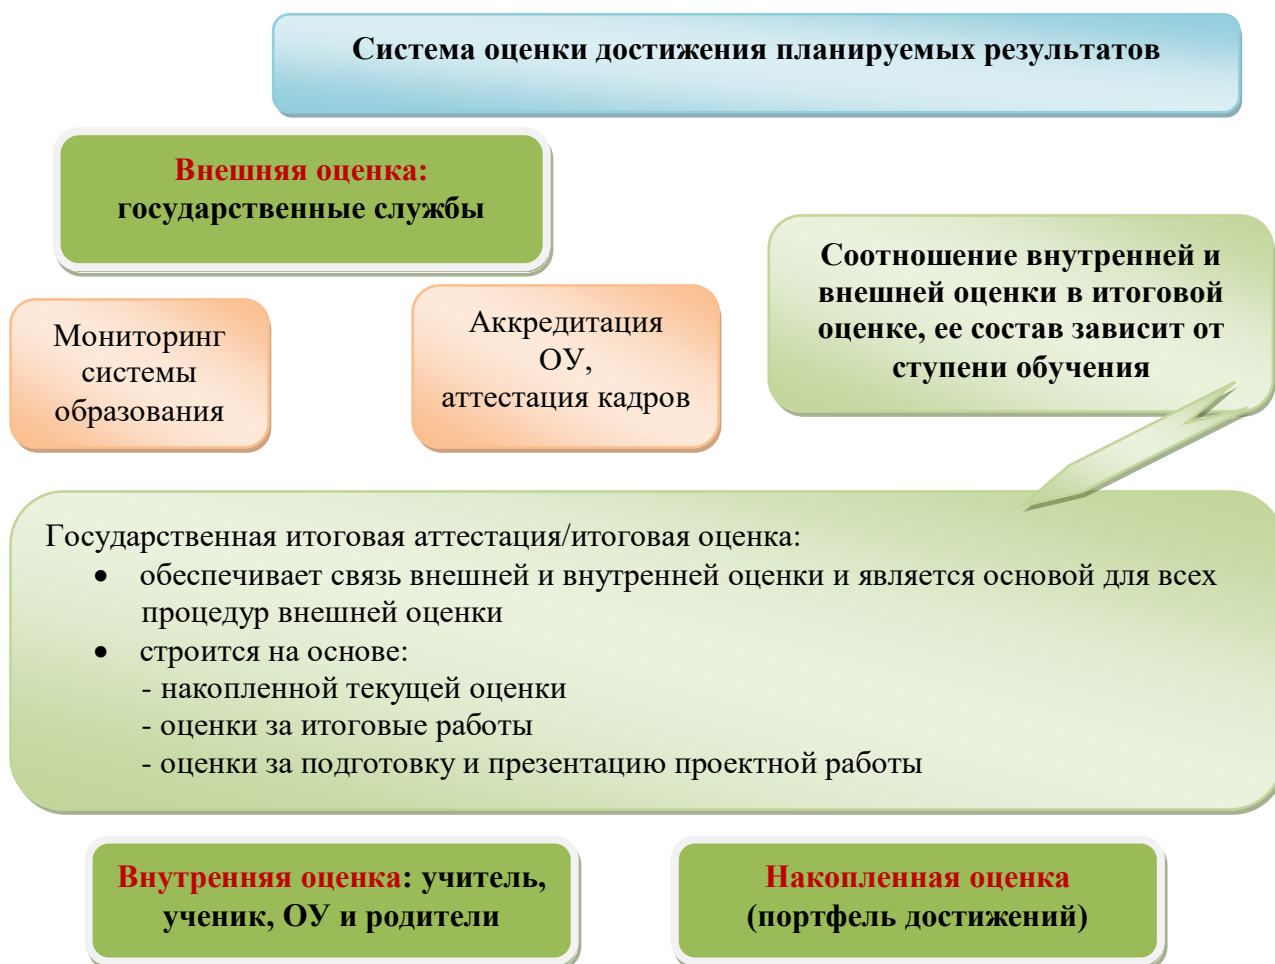 Система оценки достижения планируемых результатов
Внешняя оценка:
государственные службы
Соотношение внутренней и
внешней оценки в итоговой
оценке, ее состав зависит от
ступени обучения
Мониторинг
системы
образования
Аккредитация
ОУ,
аттестация кадров
Государственная итоговая аттестация/итоговая оценка:
• обеспечивает связь внешней и внутренней оценки и является основой для всех
процедур внешней оценки
• строится на основе:
- накопленной текущей оценки
- оценки за итоговые работы
- оценки за подготовку и презентацию проектной работы
Внутренняя оценка: учитель,
ученик, ОУ и родители
Накопленная оценка
(портфель достижений)